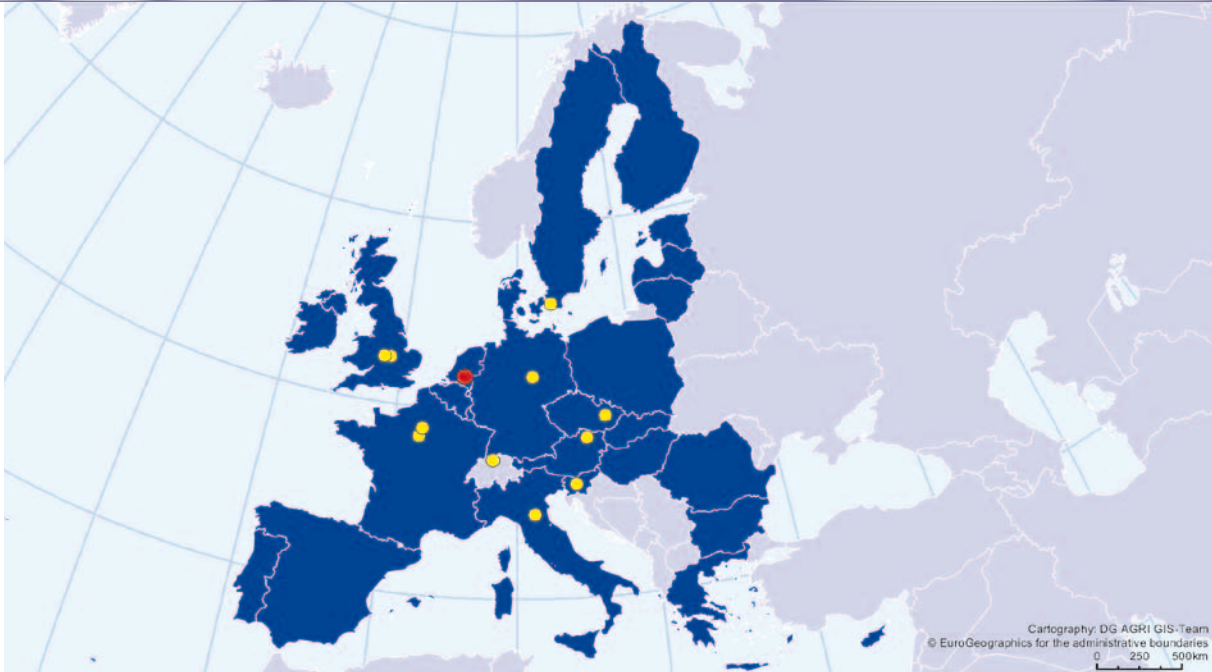 Cartography: DG AGRI GIS-Team
© EuroGeographics for the administrative boundaries
0 250 500km